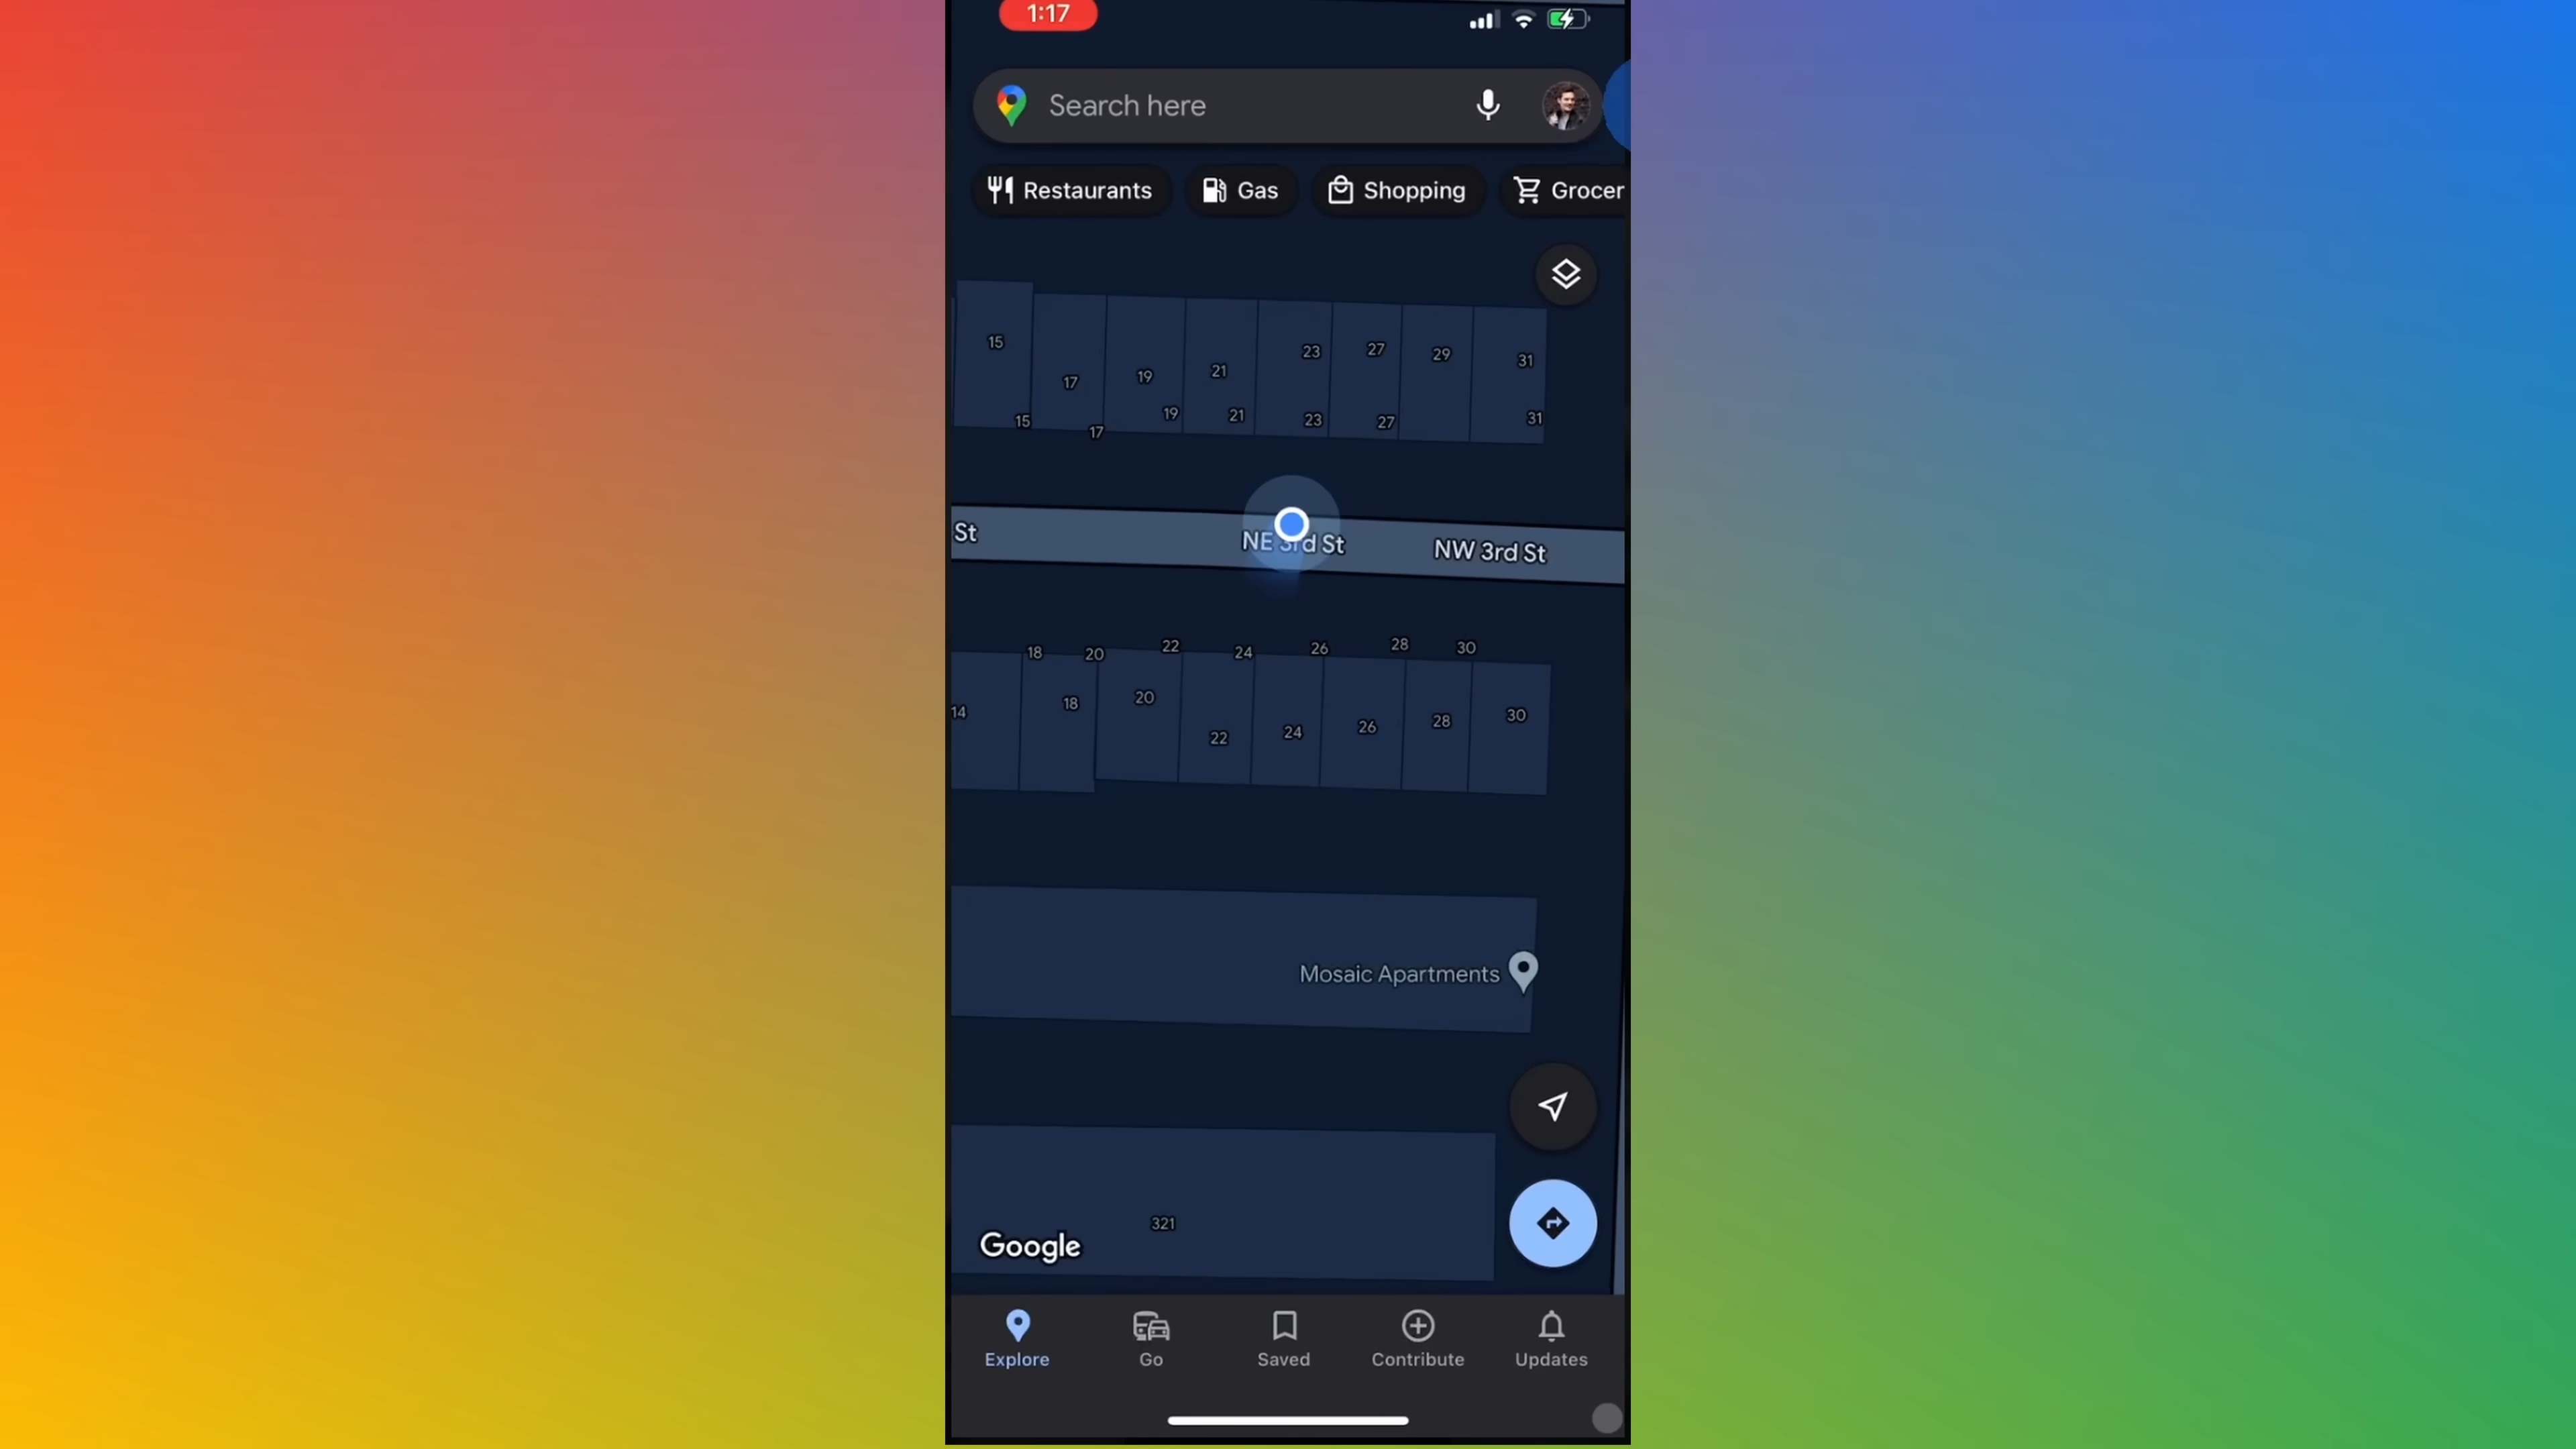 1:17
Search here
Restaurants
Gas
Shopping
Grocer
15
17
19
21
23
27
29
31
15
17
19
21
23
27
31
St
NE 3rd St
NW 3rd St
18
20
22
24
26
28
30
14
18
20
22
24
26
28
30
Mosaic Apartments
321
Google
Explore
Go
Saved
Contribute
Updates